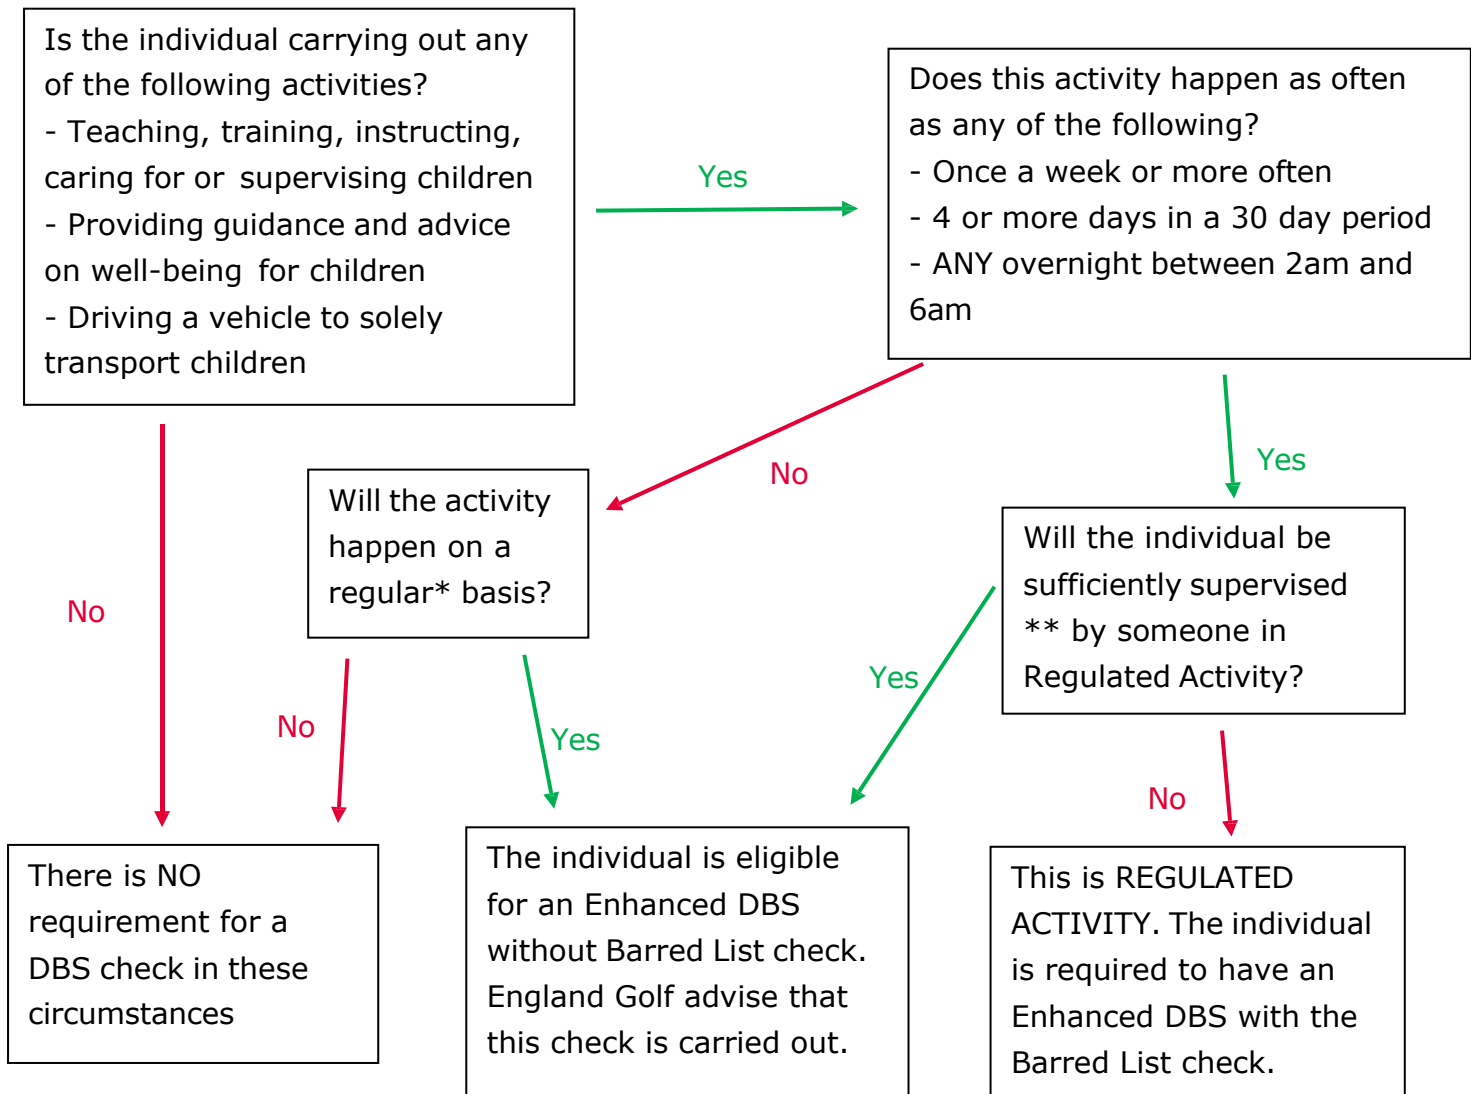 Is the individual carrying out any
of the following activities?
- Teaching, training, instructing,
caring for or supervising children
- Providing guidance and advice
on well-being for children
- Driving a vehicle to solely
transport children
Yes
Does this activity happen as often
as any of the following?
- Once a week or more often
- 4 or more days in a 30 day period
- ANY overnight between 2am and
6am
No
No
Yes
Will the activity
happen on a
regular* basis?
Will the individual be
sufficiently supervised
** by someone in
Regulated Activity?
No
Yes
Yes
No
There is NO
requirement for a
DBS check in these
circumstances
The individual is eligible
for an Enhanced DBS
without Barred List check.
England Golf advise that
this check is carried out.
This is REGULATED
ACTIVITY. The individual
is required to have an
Enhanced DBS with the
Barred List check.